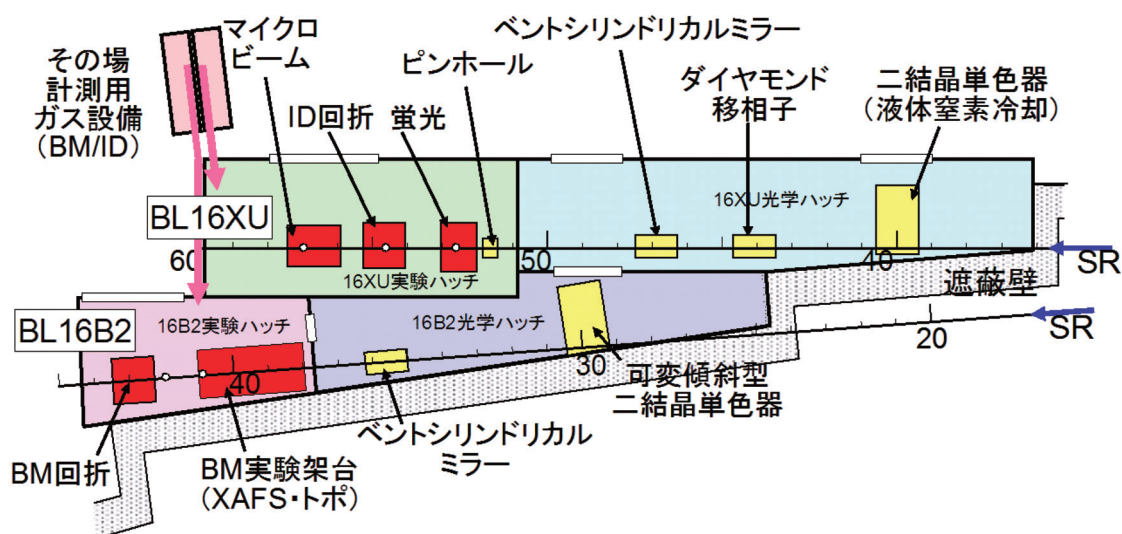 その場
計測用
ガス設備
（BM/ID）
マイクロ
ビーム
ID回折
蛍光
ピンホール
ベントシリンドリカルミラー
ダイヤモンド
移相子
二結晶単色器
（液体窒素冷却）
BL16XU
16XU光学ハッチ
60
50
40
16XU実験ハッチ
SR
遮蔽壁
BL16B2
16B2実験ハッチ
16B2光学ハッチ
SR
40
30
20
可変傾斜型
二結晶単色器
ベントシリンドリカル
ミラー
BM回折
BM実験架台
（XAFS・トポ）